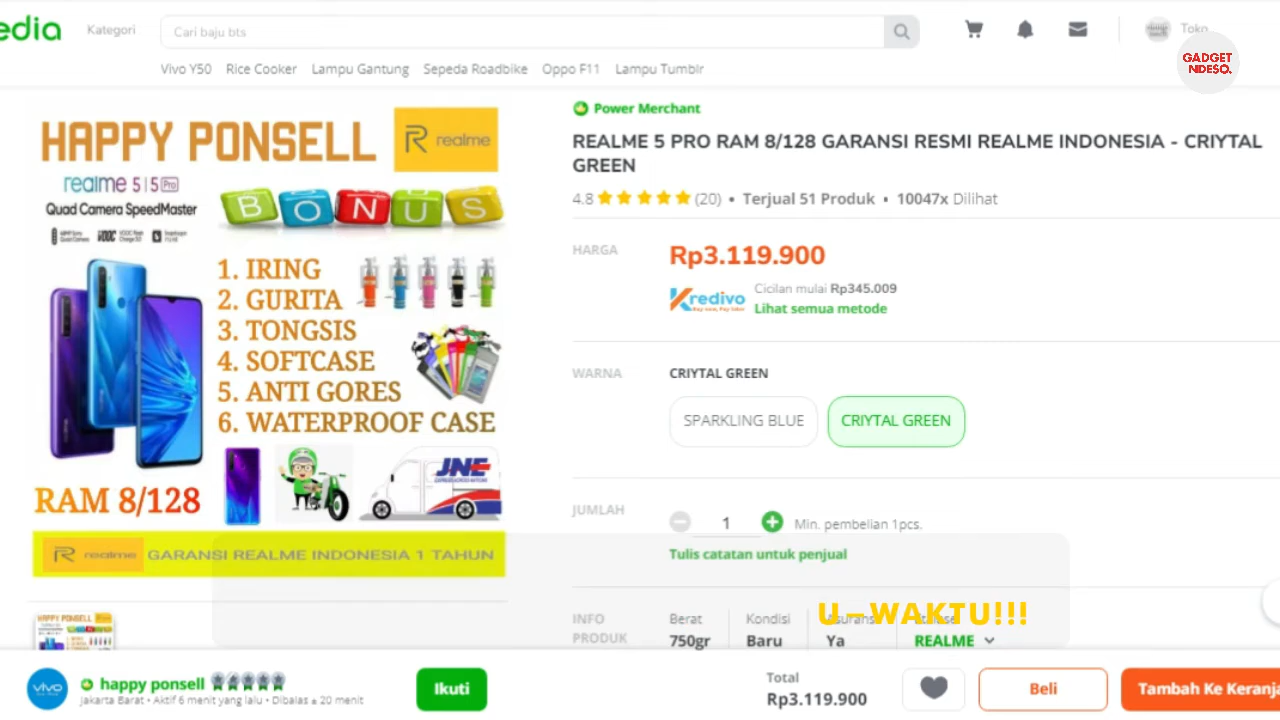 edia
Kategori
Cari baju bts
Toko
GADGET
NDESO.
Vivo Y50 Rice Cooker Lampu Gantung Sepeda Roadbike Oppo F11 Lampu Tumblr
HAPPY PONSELL
realme
realme 5 | 5 Pro
Quad Camera SpeedMaster
BONUS
1. IRING
2. GURITA
3. TONGSIS
4. SOFTCASE
5. ANTI GORES
6. WATERPROOF CASE
JNE
RAM 8/128
realme GARANSI REALME INDONESIA 1 TAHUN
Power Merchant
REALME 5 PRO RAM 8/128 GARANSI RESMI REALME INDONESIA - CRIYTAL
GREEN
4.8 (20) • Terjual 51 Produk • 10047x Dilihat
HARGA
Rp3.119.900
Kredivo
Cicilan mulai Rp345.009
Lihat semua metode
WARNA
CRIYTAL GREEN
SPARKLING BLUE
CRIYTAL GREEN
JUMLAH
1
Min. pembelian 1pcs.
Tulis catatan untuk penjual
INFO
PRODUK
Berat
750gr
Kondisi
Baru
Asuransi
Ya
REALME
U-WAKTU!!!
vivo
happy ponsell
Jakarta Barat • Aktif 6 menit yang lalu • Dibalas ± 20 menit
Ikuti
Total
Rp3.119.900
Beli
Tambah Ke Keranja